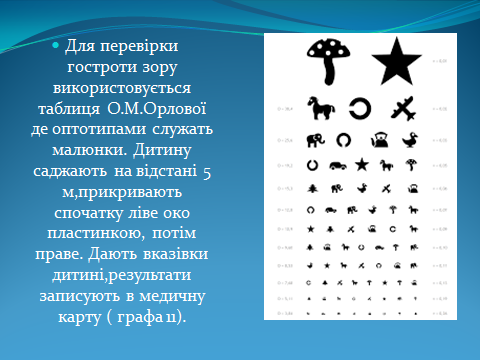 Для перевірки
гостроти зору
використовується
таблиця О.М.Орлової
де оптотипами служать
малюнки. Дитину
саджають на відстані 5
м,прикривають
спочатку ліве око
пластинкою, потім
праве. Дають вказівки
дитині,результати
записують в медичну
карту ( графа 11).